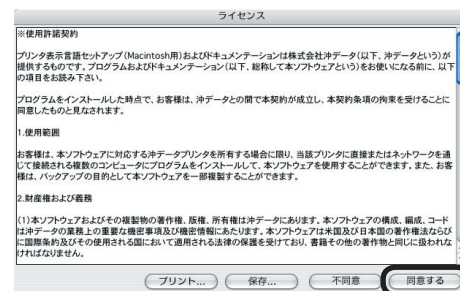 ライセンス
※使用許諾契約
プリンタ表示言語セットアップ(Macintosh用)およびドキュメンテーションは株式会社沖データ(以下、沖データという)が
提供するものです。プログラムおよびドキュメンテーション(以下、総称して本ソフトウェアという)をお使いになる前に、以下
の項目をお読み下さい。
プログラムをインストールした時点で、お客様は、沖データとの間で本契約が成立し、本契約条項の拘束を受けることに
同意したものと見なされます。
1.使用範囲
お客様は、本ソフトウェアに対応する沖データプリンタを所有する場合に限り、当該プリンタに直接またはネットワークを通
じて接続される複数のコンピュータにプログラムをインストールして、本ソフトウェアを使用することができます。また、お客
様は、バックアップの目的として本ソフトウェアを一部複製することができます。
2.財産権および義務
(1)本ソフトウェアおよびその複製物の著作権、版権、所有権は沖データにあります。本ソフトウェアの構成、編成、コード
は沖データの業務上の重要な機密事項及び機密情報にあたります。本ソフトウェアは米国及び日本国の著作権法ならび
に国際条約及びその使用される国において適用される法律の保護を受けており、書籍その他の著作物と同じに扱われな
ければなりません。
プリント... 保存... 不同意 同意する